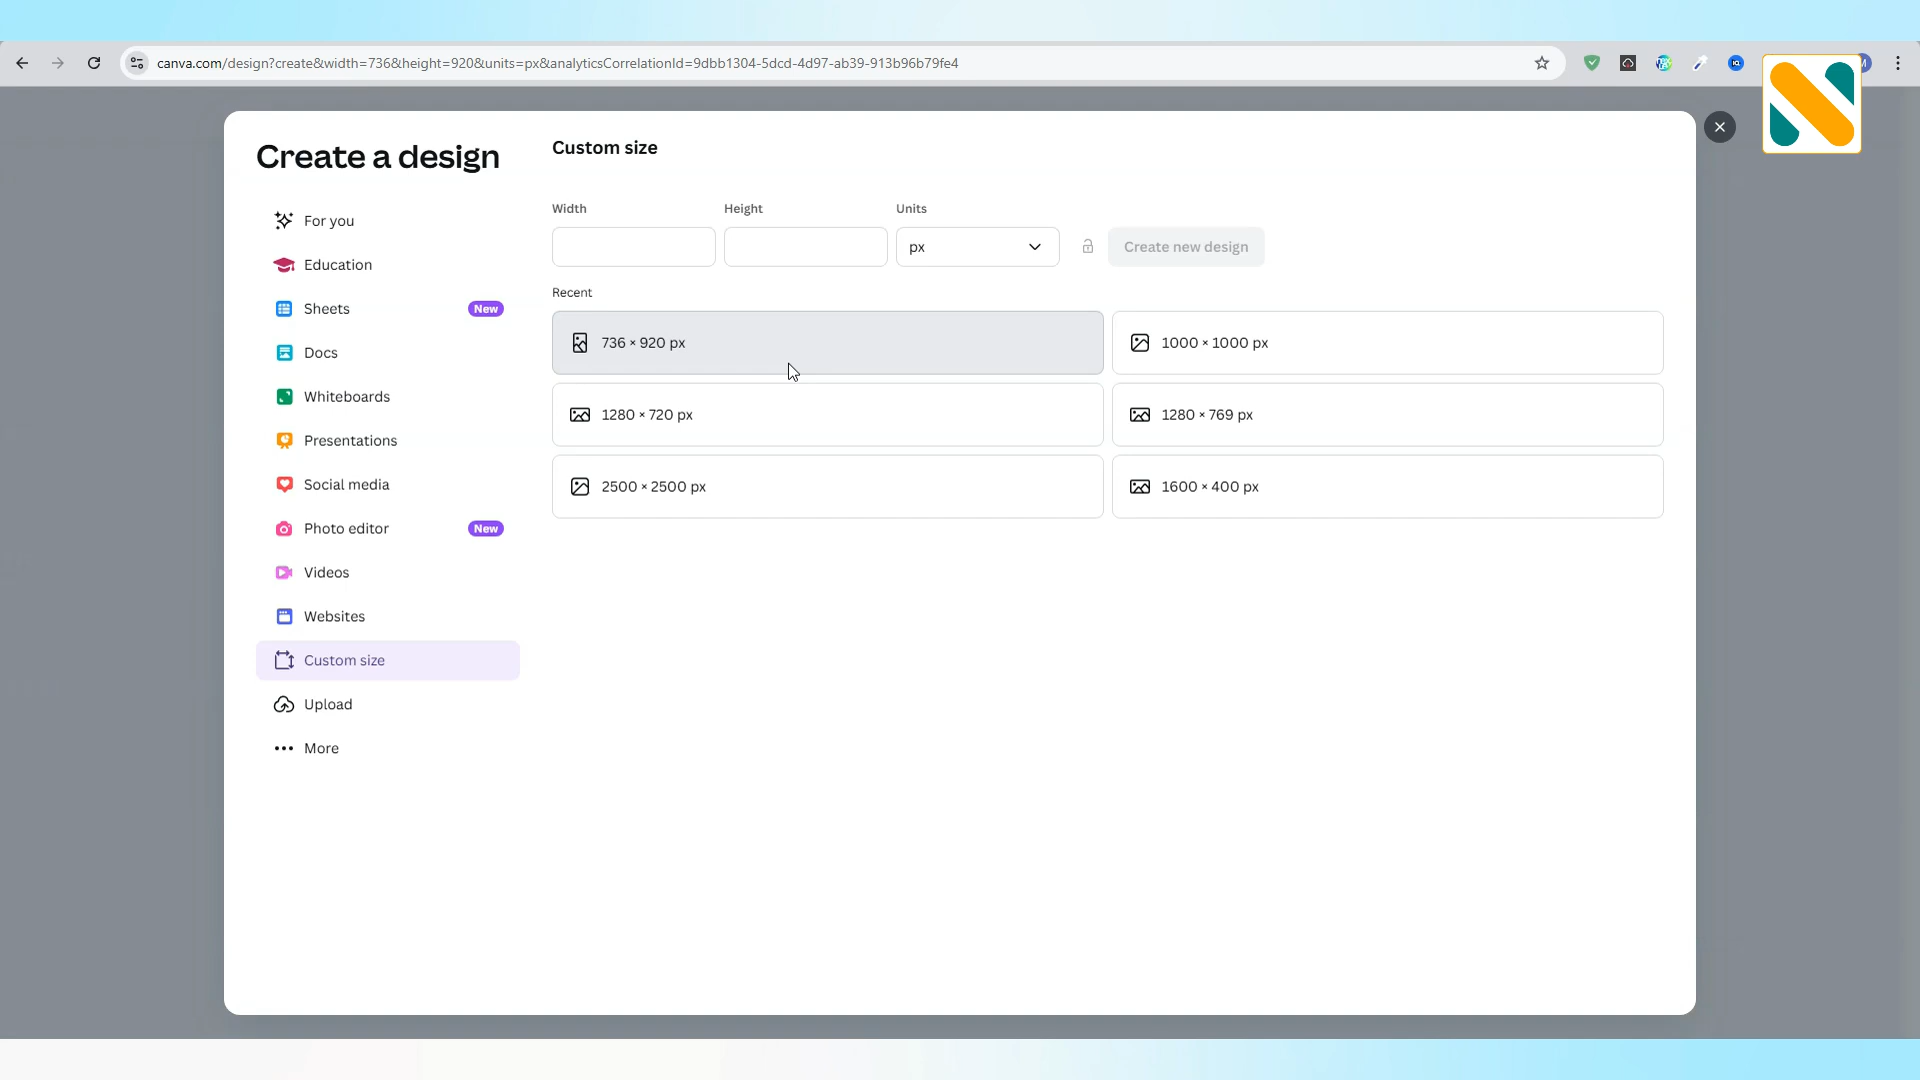 canva.com/design?create&width=736&height=920&units=px&analyticsCorrelationId=9dbb1304-5dcd-4d97-ab39-913b96b79fe4
Create a design
For you
Education
Sheets New
Docs
Whiteboards
Presentations
Social media
Photo editor New
Videos
Websites
Custom size
Upload
More
Custom size
Width Height Units
px Create new design
Recent
736 × 920 px 1000 × 1000 px
1280 × 720 px 1280 × 769 px
2500 × 2500 px 1600 × 400 px